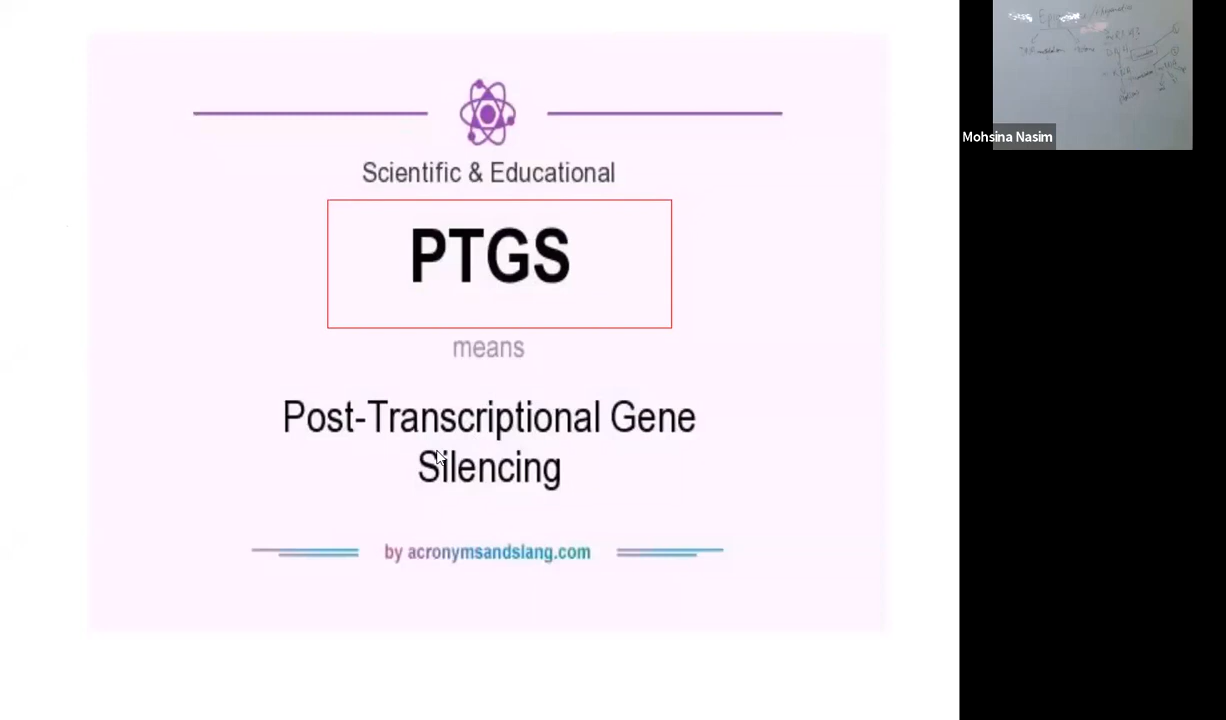 Scientific & Educational
PTGS
means
Post-Transcriptional Gene
Silencing
by acronymsandslang.com
Mohsina Nasim